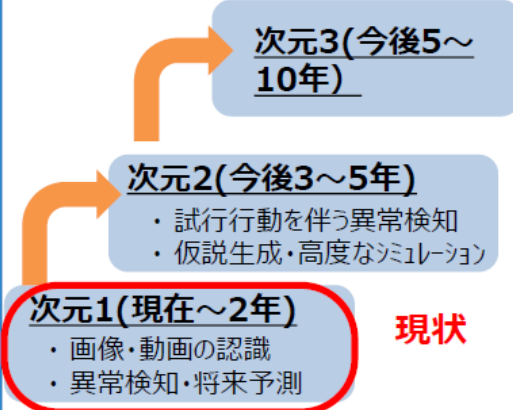 次元3(今後5～
10年）
次元2(今後3～5年)
・試行行動を伴う異常検知
・仮説生成・高度なｼﾐｭﾚｰｼｮﾝ
次元1(現在～2年)
・画像・動画の認識
・異常検知・将来予測
現状